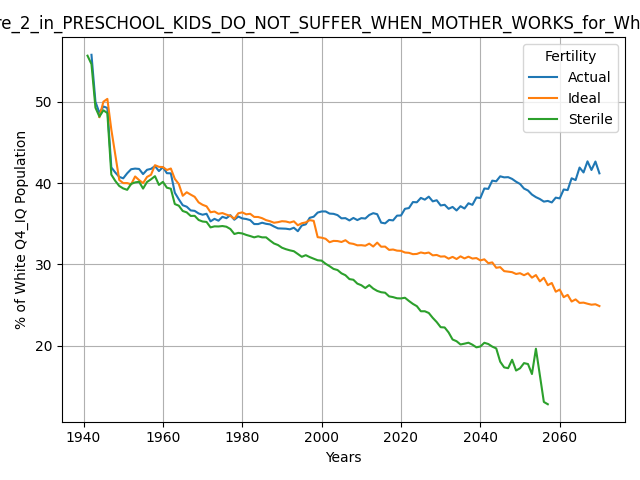 re_2_in_PRESCHOOL_KIDS_DO_NOT_SUFFER_WHEN_MOTHER_WORKS_for_Wh
Fertility
Actual
Ideal
Sterile
% of White Q4_IQ Population
50
40
30
20
1940
1960
1980
2000
2020
2040
2060
Years